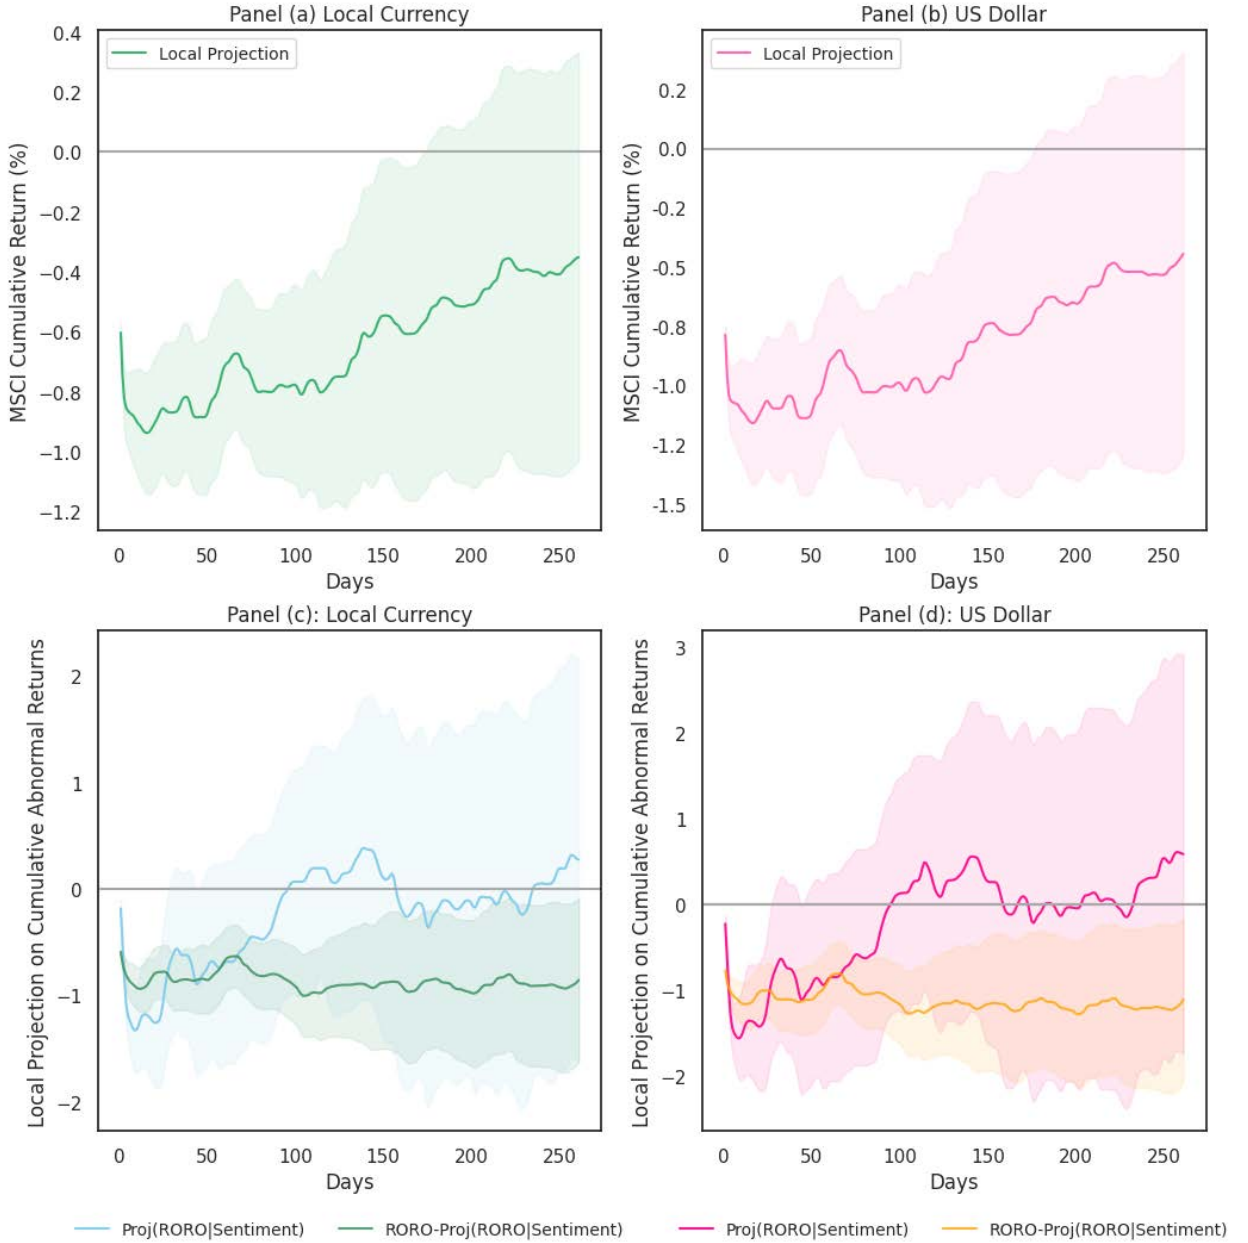 Panel (a) Local Currency
Local Projection
MSCI Cumulative Return (%)
0.4
0.2
0.0
−0.2
−0.4
−0.6
−0.8
−1.0
−1.2
0 50 100 150 200 250
Days
Panel (b) US Dollar
Local Projection
MSCI Cumulative Return (%)
0.2
0.0
-0.2
-0.5
-0.8
-1.0
-1.2
-1.5
0 50 100 150 200 250
Days
Panel (c): Local Currency
Local Projection on Cumulative Abnormal Returns
2
1
0
−1
−2
0 50 100 150 200 250
Days
Panel (d): US Dollar
Local Projection on Cumulative Abnormal Returns
3
2
1
0
−1
−2
0 50 100 150 200 250
Days
Proj(RORO|Sentiment) RORO-Proj(RORO|Sentiment) Proj(RORO|Sentiment) RORO-Proj(RORO|Sentiment)